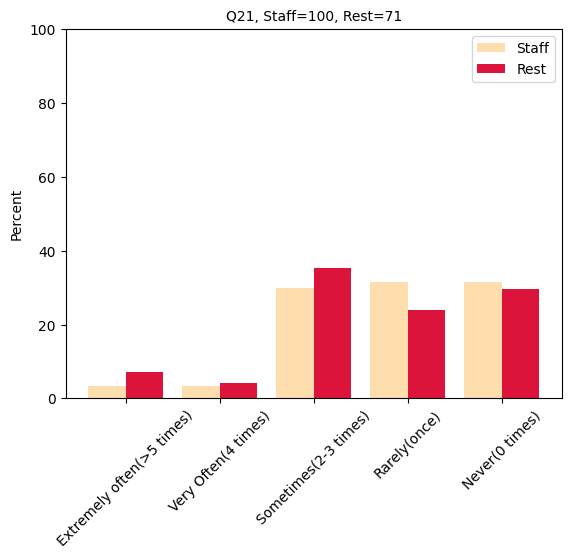 Q21, Staff=100, Rest=71
Staff
Rest
Percent
100
80
60
40
20
0
Extremely often(>5 times)
Very Often(4 times)
Sometimes(2-3 times)
Rarely(once)
Never(0 times)